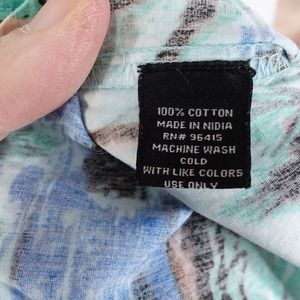 100% COTTON
MADE IN NIDIA
RN# 96415
MACHINE WASH
COLD
WITH LIKE COLORS
USE ONLY